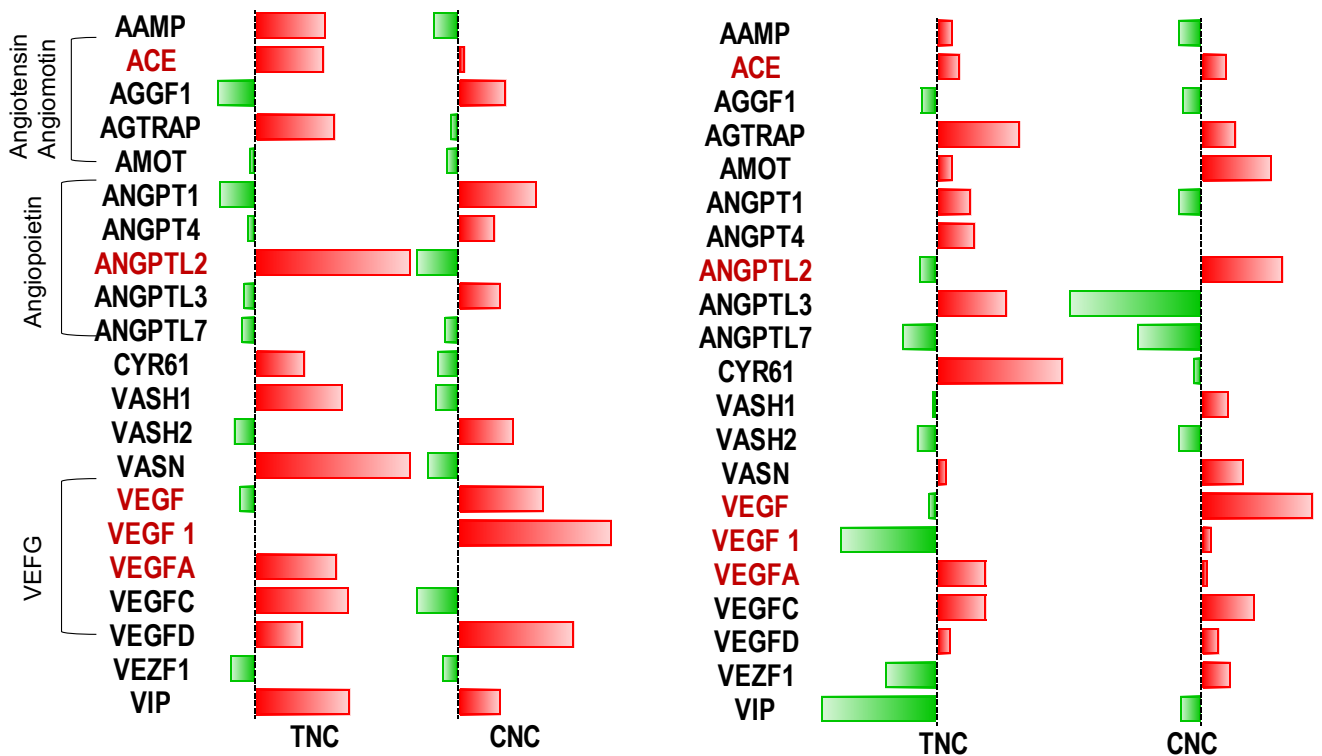 Angiotensin
Angiomotin
Angiopoietin
VEFG
AAMP
ACE
AGGF1
AGTRAP
AMOT
ANGPT1
ANGPT4
ANGPTL2
ANGPTL3
ANGPTL7
CYR61
VASH1
VASH2
VASN
VEGF
VEGF 1
VEGFA
VEGFC
VEGFD
VEZF1
VIP
TNC
CNC
AAMP
ACE
AGGF1
AGTRAP
AMOT
ANGPT1
ANGPT4
ANGPTL2
ANGPTL3
ANGPTL7
CYR61
VASH1
VASH2
VASN
VEGF
VEGF 1
VEGFA
VEGFC
VEGFD
VEZF1
VIP
TNC
CNC